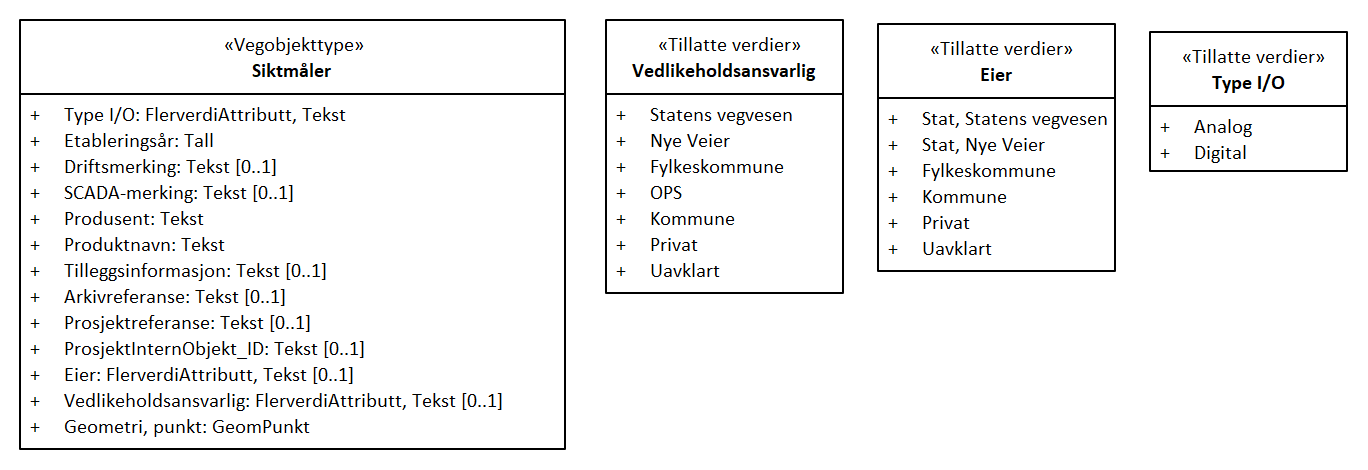 «Vegobjekttype»
Siktmåler
+ Type I/O: FlerverdiAttributt, Tekst
+ Etableringsår: Tall
+ Driftsmerking: Tekst [0..1]
+ SCADA-merking: Tekst [0..1]
+ Produsent: Tekst
+ Produktnavn: Tekst
+ Tilleggsinformasjon: Tekst [0..1]
+ Arkivreferanse: Tekst [0..1]
+ Prosjektreferanse: Tekst [0..1]
+ ProsjektInternObjekt_ID: Tekst [0..1]
+ Eier: FlerverdiAttributt, Tekst [0..1]
+ Vedlikeholdsansvarlig: FlerverdiAttributt, Tekst [0..1]
+ Geometri, punkt: GeomPunkt
«Tillatte verdier»
Vedlikeholdsansvarlig
+ Statens vegvesen
+ Nye Veier
+ Fylkeskommune
+ OPS
+ Kommune
+ Privat
+ Uavklart
«Tillatte verdier»
Eier
+ Stat, Statens vegvesen
+ Stat, Nye Veier
+ Fylkeskommune
+ Kommune
+ Privat
+ Uavklart
«Tillatte verdier»
Type I/O
+ Analog
+ Digital